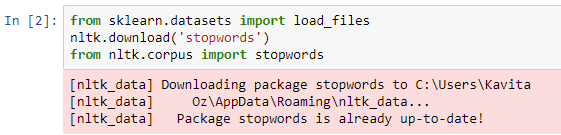 In [2]: from sklearn.datasets import load_files
nltk.download('stopwords')
from nltk.corpus import stopwords
[nltk_data] Downloading package stopwords to C:\Users\Kavita
[nltk_data]     Oz\AppData\Roaming\nltk_data...
[nltk_data]   Package stopwords is already up-to-date!